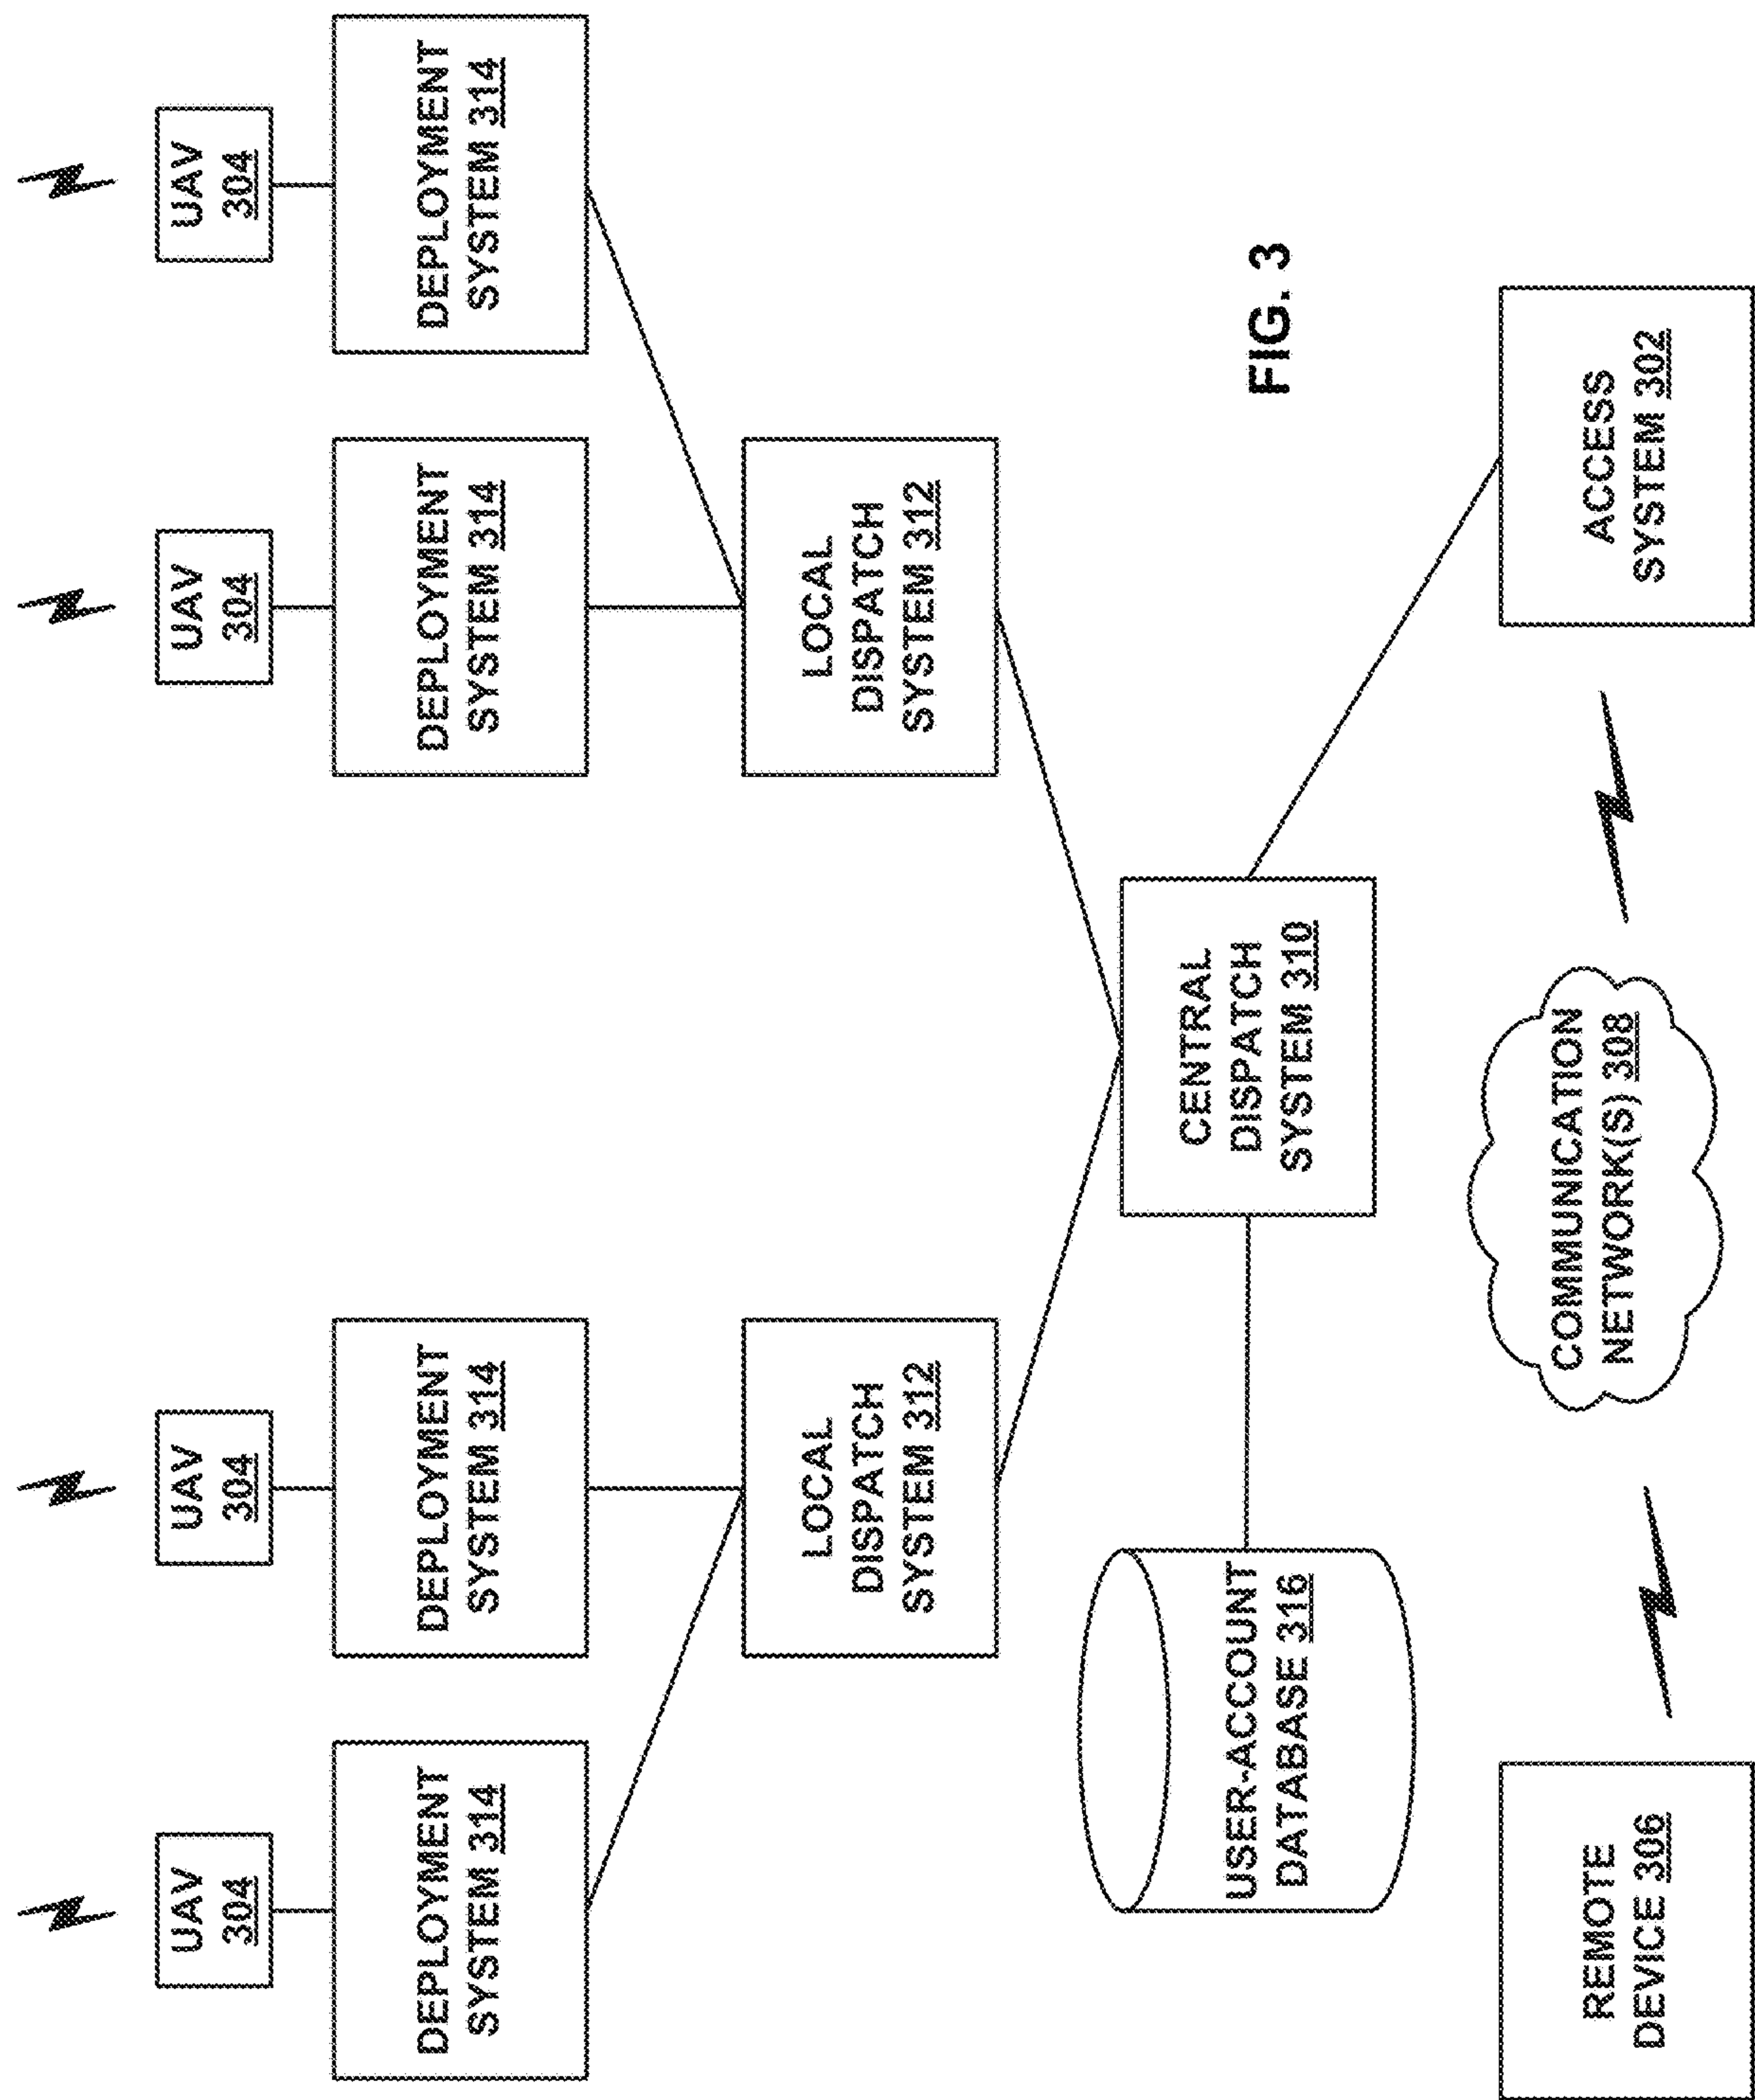 UAV
304
UAV
304
UAV
304
UAV
304
DEPLOYMENT
SYSTEM 314
DEPLOYMENT
SYSTEM 314
DEPLOYMENT
SYSTEM 314
DEPLOYMENT
SYSTEM 314
LOCAL
DISPATCH
SYSTEM 312
LOCAL
DISPATCH
SYSTEM 312
USER-ACCOUNT
DATABASE 316
CENTRAL
DISPATCH
SYSTEM 310
FIG. 3
REMOTE
DEVICE 306
COMMUNICATION
NETWORK(S) 308
ACCESS
SYSTEM 302